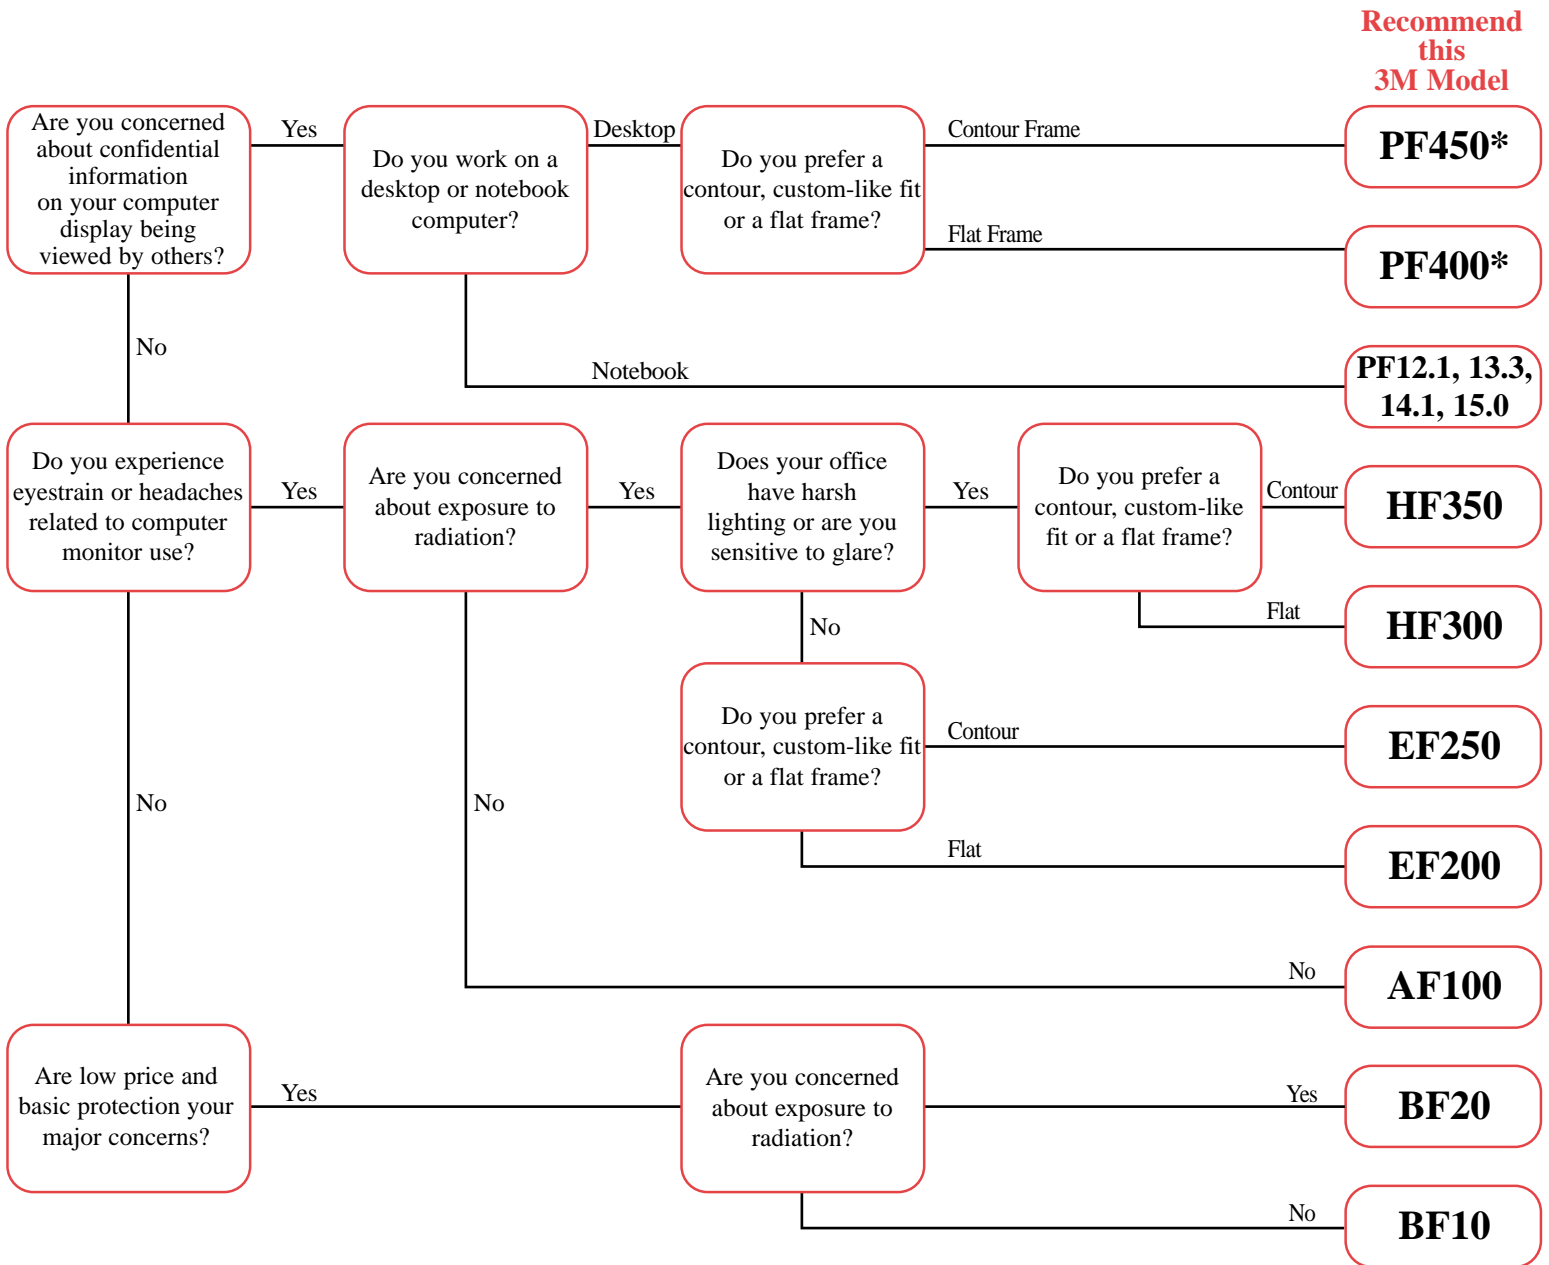 Recommend
this
3M Model
Are you concerned
about confidential
information
on your computer
display being
viewed by others?
Yes
Do you work on a
desktop or notebook
computer?
Desktop
Do you prefer a
contour, custom-like fit
or a flat frame?
Contour Frame
PF450*
Flat Frame
PF400*
No
Notebook
PF12.1, 13.3,
14.1, 15.0
Do you experience
eyestrain or headaches
related to computer
monitor use?
Yes
Are you concerned
about exposure to
radiation?
Yes
Does your office
have harsh
lighting or are you
sensitive to glare?
Yes
Do you prefer a
contour, custom-like
fit or a flat frame?
Contour
HF350
Flat
HF300
No
Do you prefer a
contour, custom-like fit
or a flat frame?
Contour
EF250
Flat
EF200
No
No
No
AF100
Are low price and
basic protection your
major concerns?
Yes
Are you concerned
about exposure to
radiation?
Yes
BF20
No
BF10